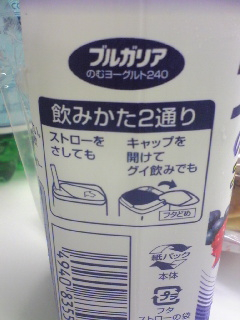 ブルガリア
のむヨーグルト240
飲みかた2通り
ストローを
さしても
キャップを
開けて
グイ飲みでも
フタどめ
紙パック
本体
フタ
ストローの袋